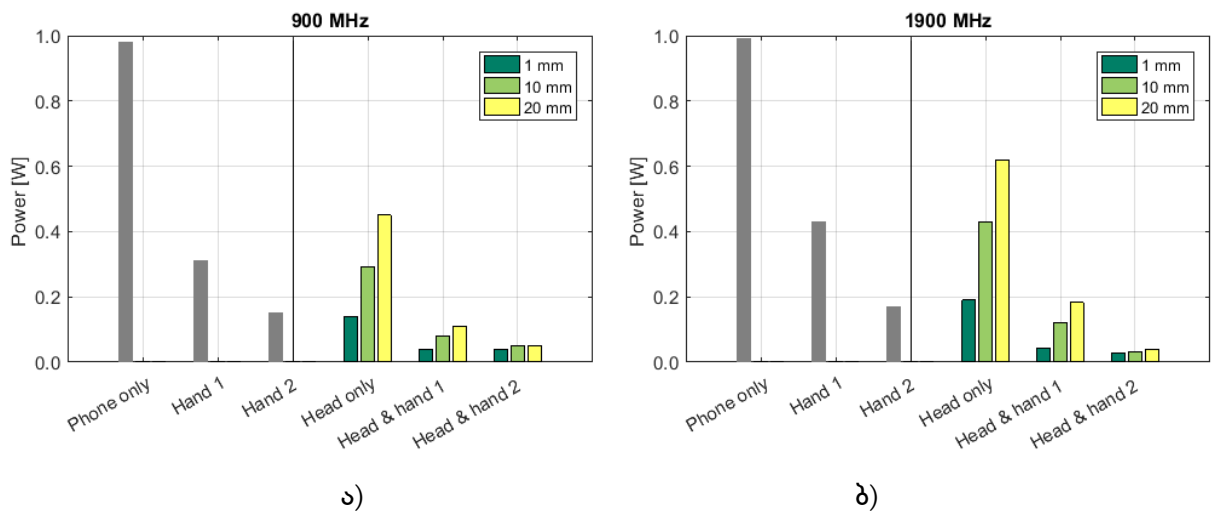 900 MHz
Power [W]
1.0
0.8
0.6
0.4
0.2
0.0
1 mm
10 mm
20 mm
Phone only
Hand 1
Hand 2
Head only
Head & hand 1
Head & hand 2
ა)
1900 MHz
Power [W]
1.0
0.8
0.6
0.4
0.2
0.0
1 mm
10 mm
20 mm
Phone only
Hand 1
Hand 2
Head only
Head & hand 1
Head & hand 2
ბ)